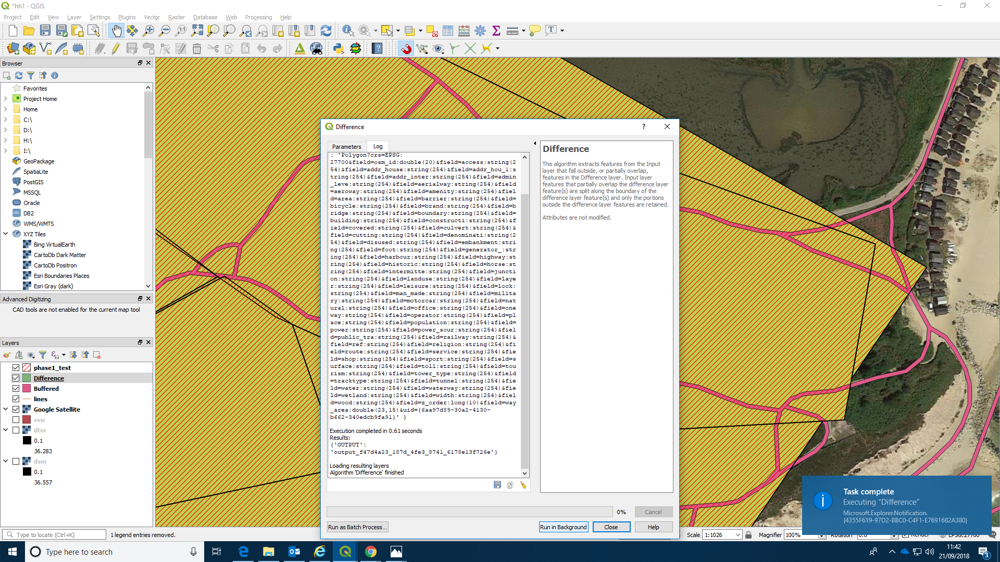 *hh1 - QGIS
Project Edit View Layer Settings Plugins Vector Raster Database Web Processing Help
Browser
Favorites
Project Home
Home
C:\
D:\
H:\
I:\
GeoPackage
SpatiaLite
PostGIS
MSSQL
Oracle
DB2
WMS/WMTS
XYZ Tiles
Bing VirtualEarth
CartoDb Dark Matter
CartoDb Positron
Esri Boundaries Places
Esri Gray (dark)
Advanced Digitizing
CAD tools are not enabled for the current map tool
Layers
phase1_test
Difference
Buffered
lines
Google Satellite
sssi
dtm
0.1
36.283
dsm
0.1
36.557
Difference
Parameters Log
: 'Polygon?crs=EPSG:
27700&field=osm_id:double(20)&field=access:string(2
54)&field=addr_house:string(254)&field=addr_hou_1:s
tring(254)&field=addr_inter:string(254)&field=admin
_leve:string(254)&field=aerialway:string(254)&field
=aeroway:string(254)&field=amenity:string(254)&fiel
d=area:string(254)&field=barrier:string(254)&field=
bicycle:string(254)&field=brand:string(254)&field=b
ridge:string(254)&field=boundary:string(254)&field=
building:string(254)&field=constructi:string(254)&f
ield=covered:string(254)&field=culvert:string(254)&
field=cutting:string(254)&field=denominati:string(2
54)&field=disused:string(254)&field=embankment:stri
ng(254)&field=foot:string(254)&field=generator_:str
ing(254)&field=harbour:string(254)&field=highway:st
ring(254)&field=historic:string(254)&field=horse:st
ring(254)&field=intermitte:string(254)&field=juncti
on:string(254)&field=landuse:string(254)&field=laye
r:string(254)&field=leisure:string(254)&field=lock:
string(254)&field=man_made:string(254)&field=milita
ry:string(254)&field=motorcar:string(254)&field=nat
ural:string(254)&field=office:string(254)&field=one
way:string(254)&field=operator:string(254)&field=pl
ace:string(254)&field=population:string(254)&field=
power:string(254)&field=power_sour:string(254)&fiel
d=public_tra:string(254)&field=railway:string(254)&
field=ref:string(254)&field=religion:string(254)&fi
eld=route:string(254)&field=service:string(254)&fie
ld=shop:string(254)&field=sport:string(254)&field=s
urface:string(254)&field=toll:string(254)&field=tou
rism:string(254)&field=tower_type:string(254)&field
=tracktype:string(254)&field=tunnel:string(254)&fie
ld=water:string(254)&field=waterway:string(254)&fie
ld=wetland:string(254)&field=width:string(254)&fiel
d=wood:string(254)&field=z_order:long(10)&field=way
_area:double(23,15)&uid={6aa97d89-30a2-4130-
b662-340edcb9fa91}' }
Execution completed in 0.61 seconds
Results:
{'OUTPUT':
'output_f47d4a23_187d_4fe3_8741_6178e13f726e'}
Loading resulting layers
Algorithm 'Difference' finished
Difference
This algorithm extracts features from the Input
layer that fall outside, or partially overlap,
features in the Difference layer. Input layer
features that partially overlap the difference layer
feature(s) are split along the boundary of the
difference layer feature(s) and only the portions
outside the difference layer features are retained.
Attributes are not modified.
0% Cancel
Run as Batch Process... Run in Background Close Help
Task complete
Executing “Difference”
Microsoft.Explorer.Notification.
{4355F619-97D2-BBC0-C4F1-E7691682A380}
Type to locate (Ctrl+K) 1 legend entries removed. Scale 1:1026 Magnifier 100% Rotation 0.0 Render EPSG:27700
Type here to search
11:42
21/09/2018
3